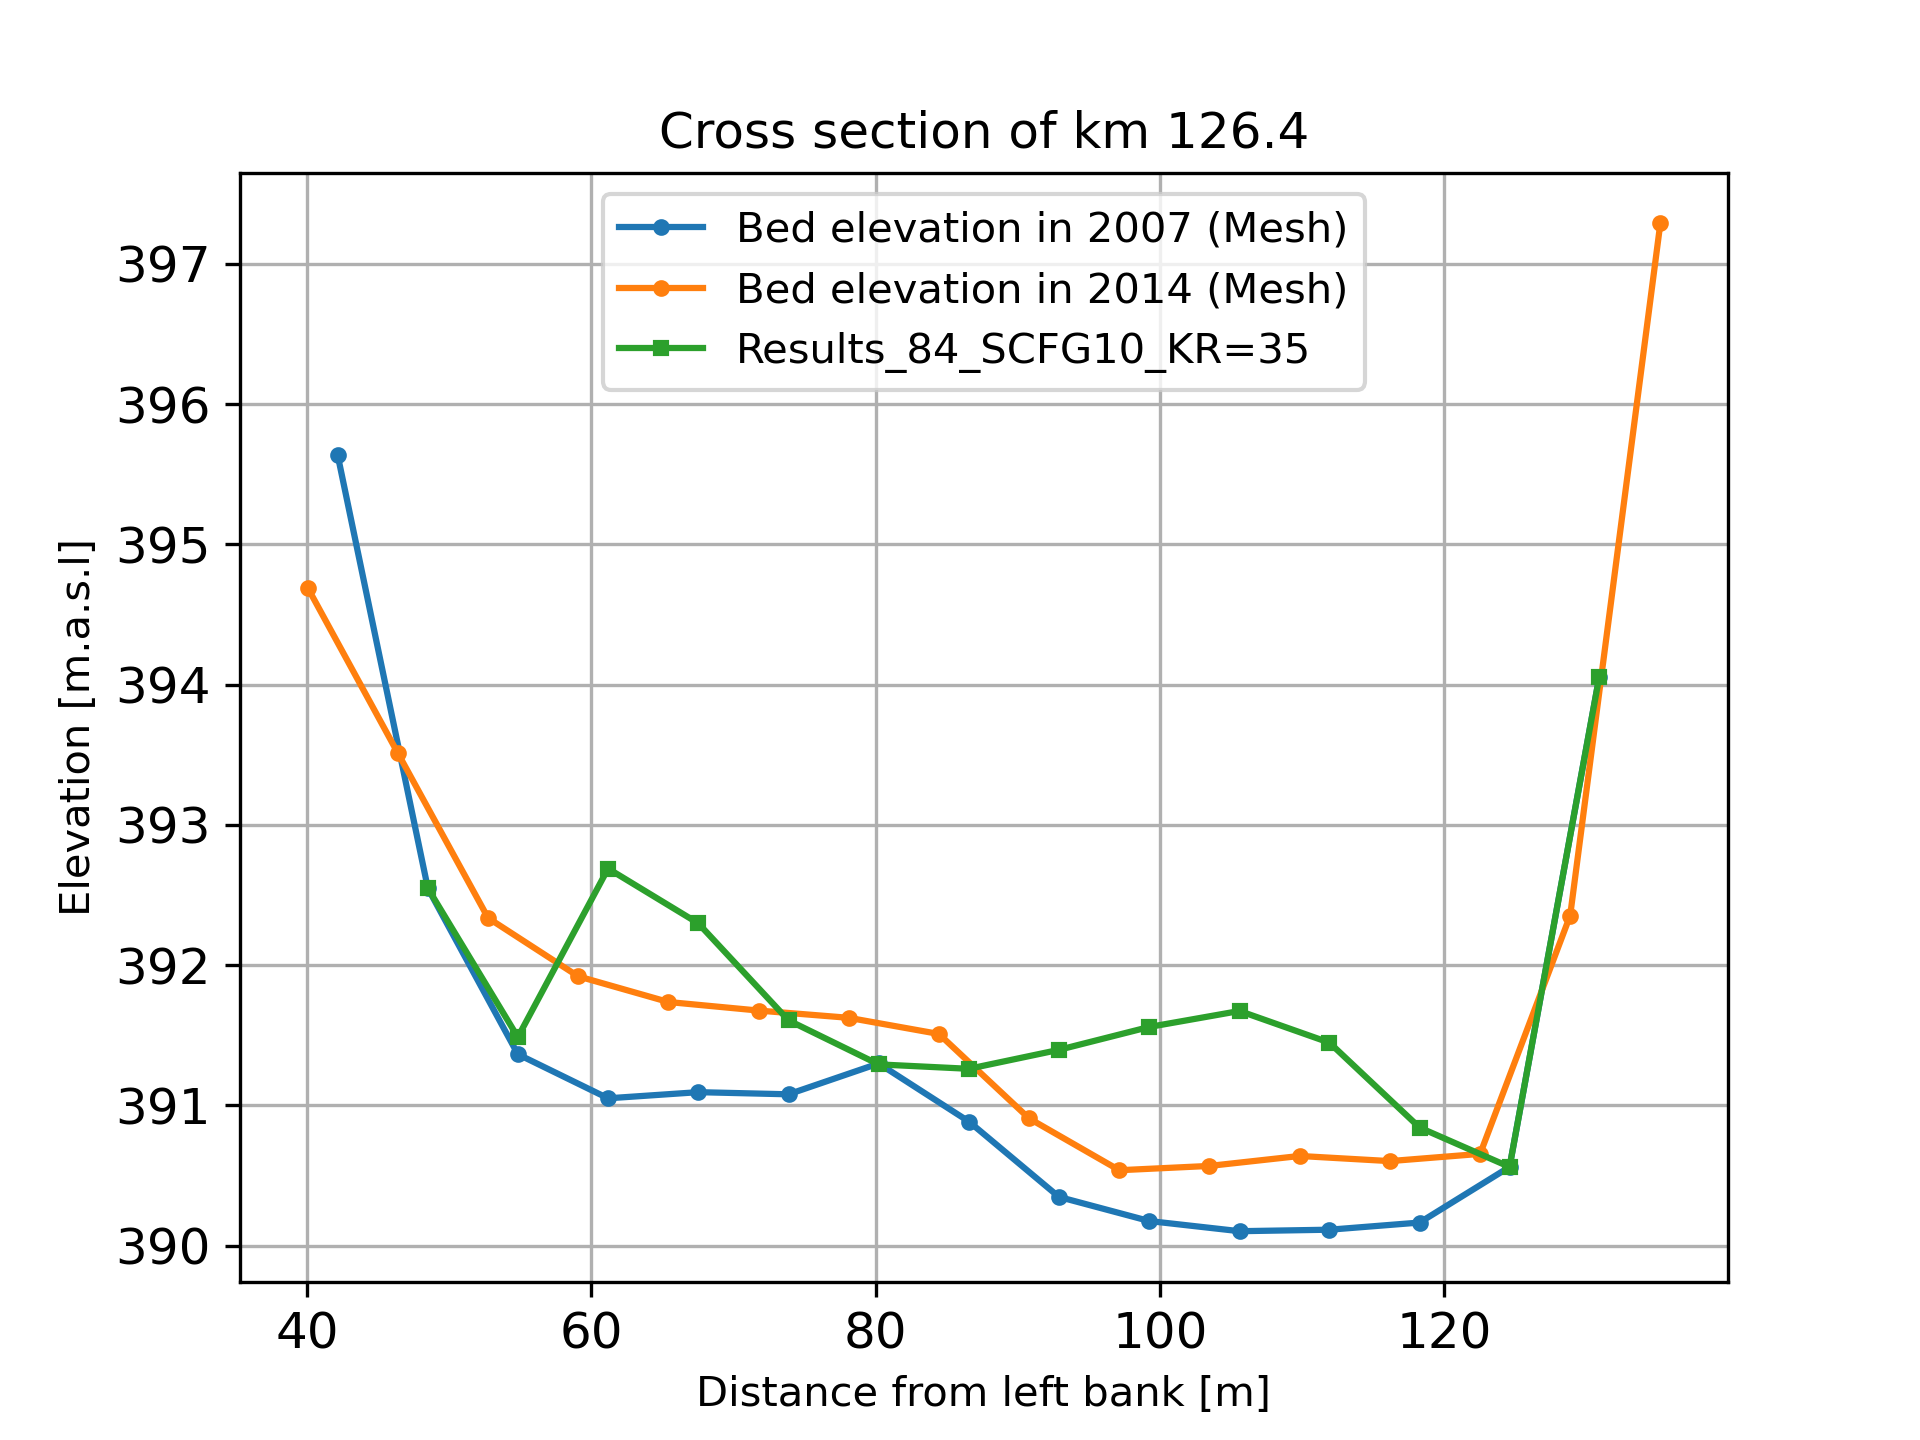 Cross section of km 126.4
Bed elevation in 2007 (Mesh)
Bed elevation in 2014 (Mesh)
Results_84_SCFG10_KR=35
397
396
395
394
393
392
391
390
Elevation [m.a.s.l]
40 60 80 100 120
Distance from left bank [m]